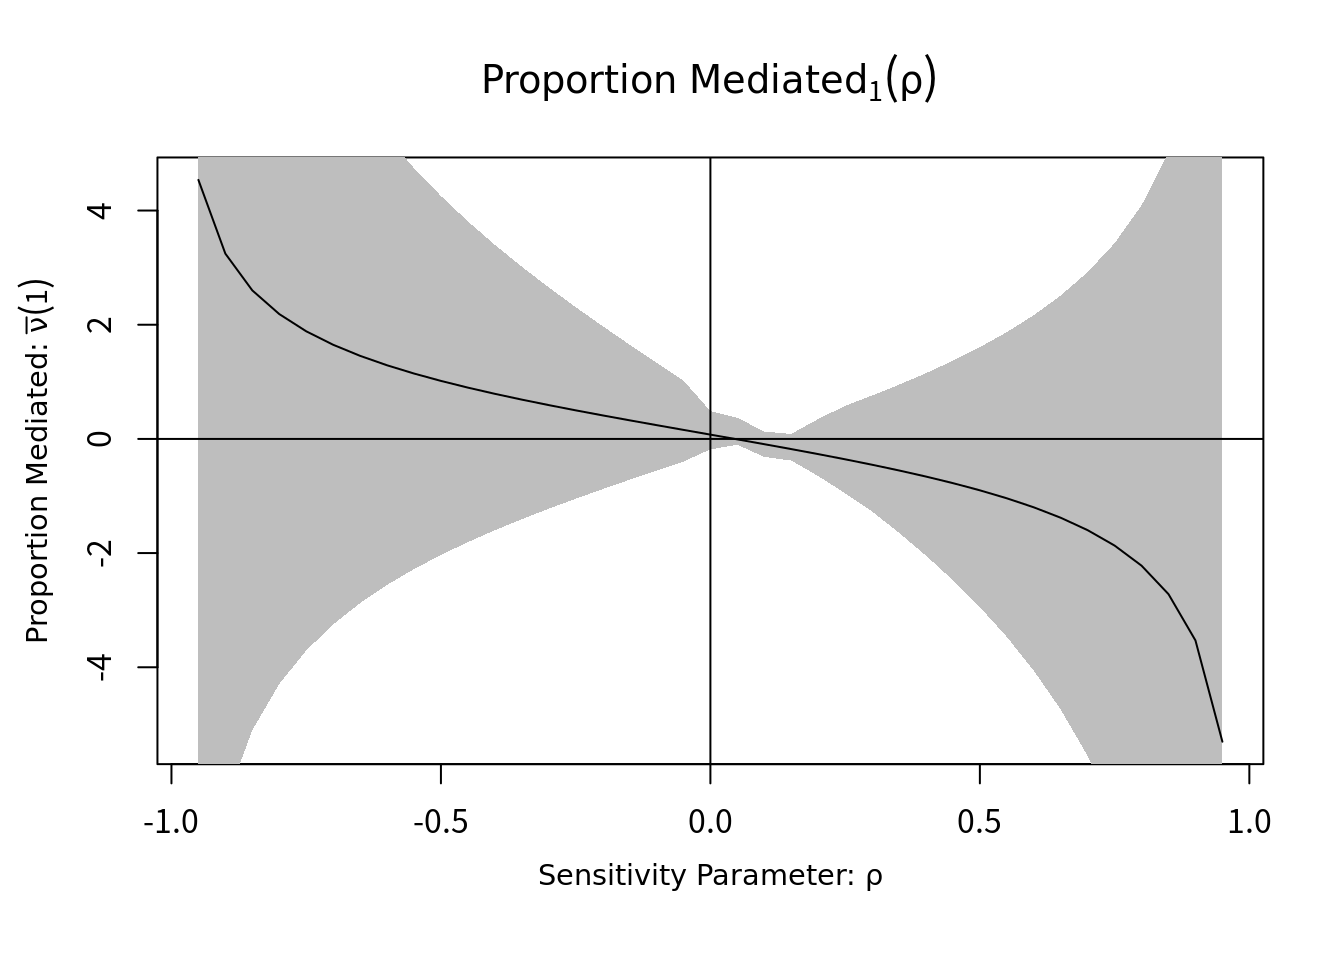 Proportion Mediated₁(ρ)
Proportion Mediated: ν̅(1)
4
2
0
-2
-4
-1.0 -0.5 0.0 0.5 1.0
Sensitivity Parameter: ρ